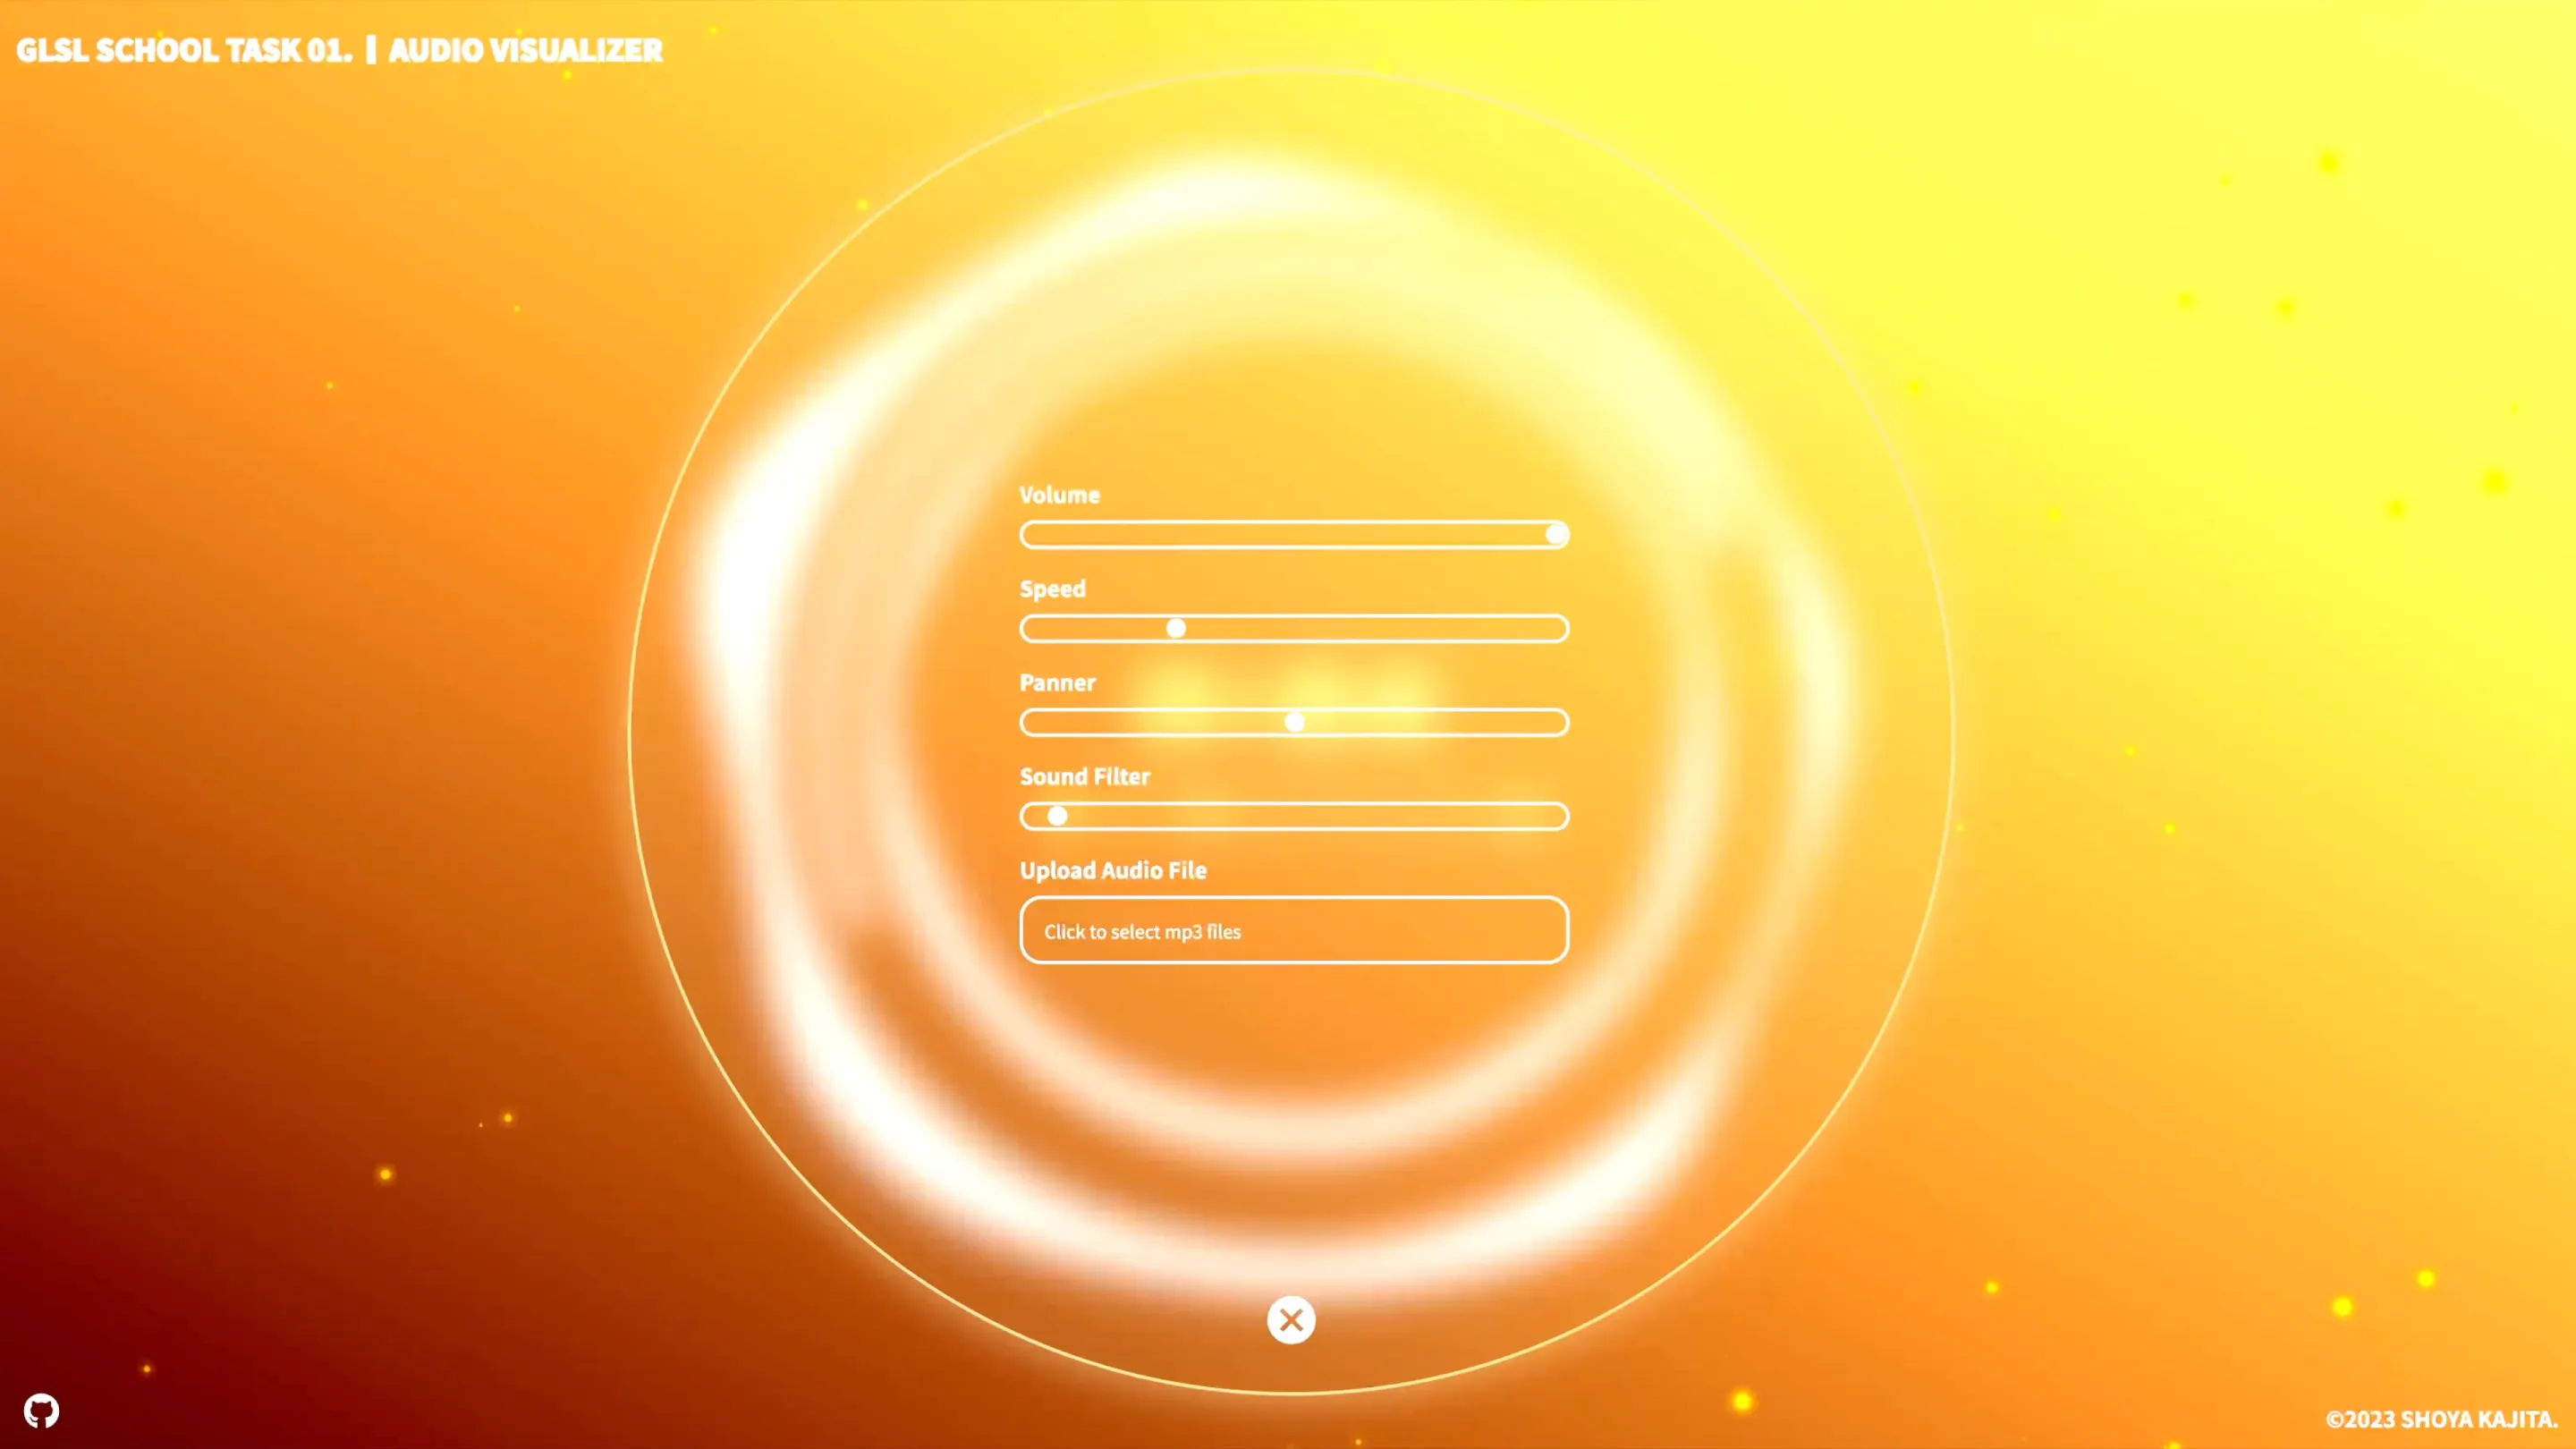 GLSL SCHOOL TASK 01. | AUDIO VISUALIZER
Volume
Speed
Panner
Sound Filter
Upload Audio File
Click to select mp3 files
©2023 SHOYA KAJITA.